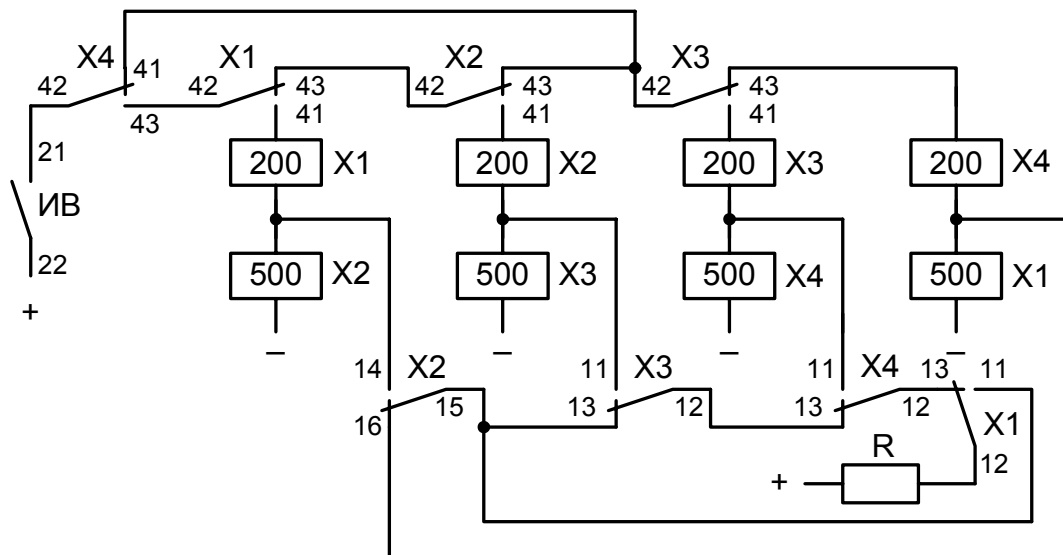 X4 X1 X2 X3
42 41 42 43 42 43 42 43
43 41 41 41
21
200 X1 200 X2 200 X3 200 X4
ИВ
22
500 X2 500 X3 500 X4 500 X1
+
– – – –
14 X2 11 X3 11 X4 13 11
16 15 13 12 13 12 X1
R 12
+